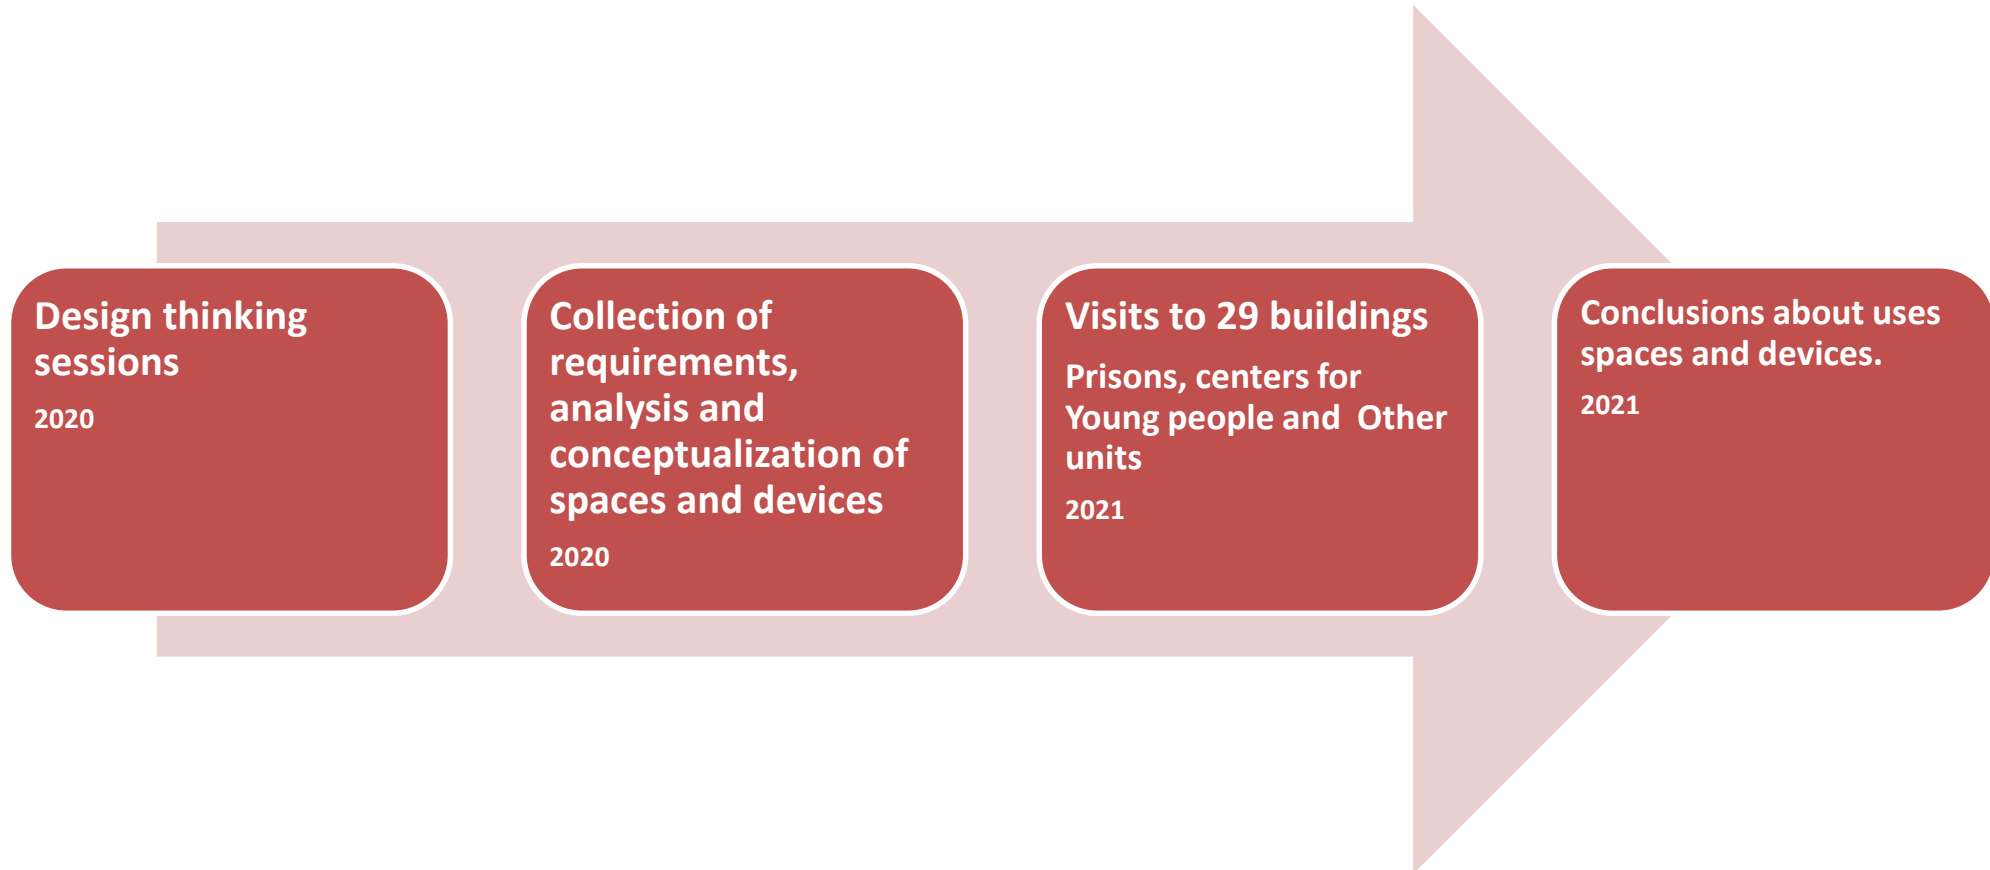 Design thinking
sessions
2020
Collection of
requirements,
analysis and
conceptualization of
spaces and devices
2020
Visits to 29 buildings
Prisons, centers for
Young people and  Other
units
2021
Conclusions about uses
spaces and devices.
2021